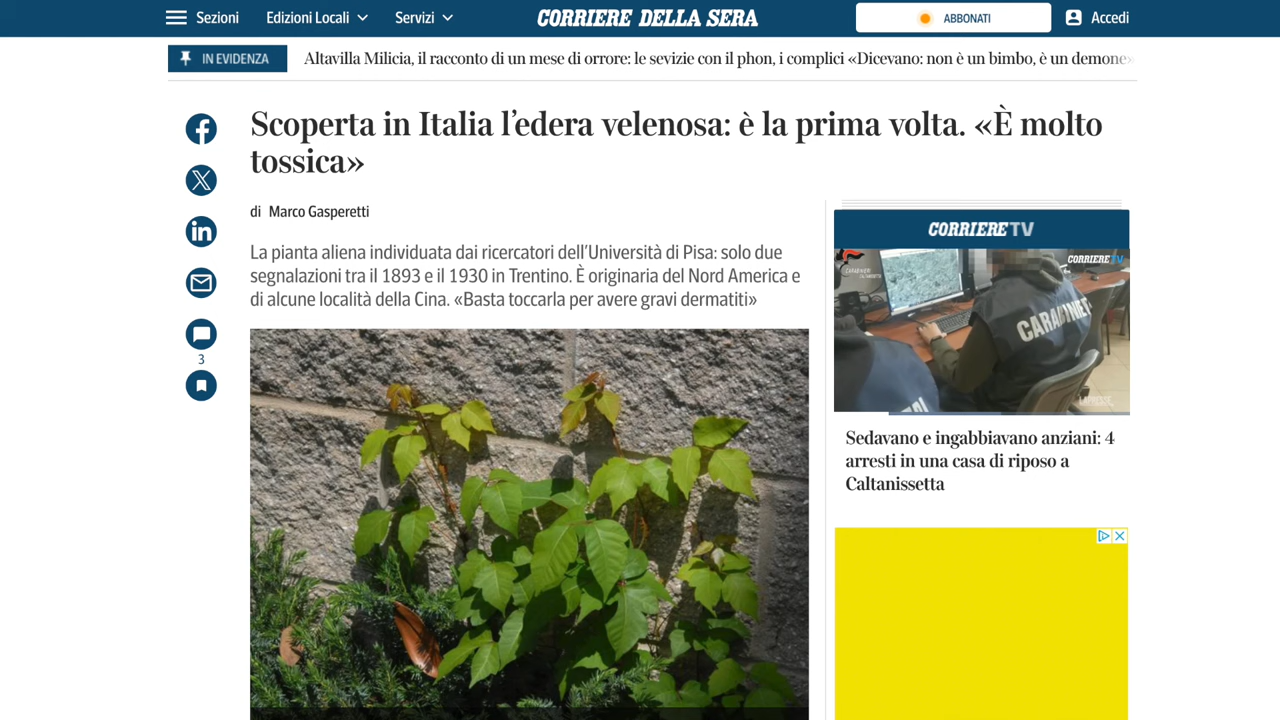 Sezioni Edizioni Locali Servizi CORRIERE DELLA SERA ABBONATI Accedi
IN EVIDENZA Altavilla Milicia, il racconto di un mese di orrore: le sevizie con il phon, i complici «Dicevano: non è un bimbo, è un demone»
Scoperta in Italia l’edera velenosa: è la prima volta. «È molto
tossica»
di Marco Gasperetti
La pianta aliena individuata dai ricercatori dell’Università di Pisa: solo due
segnalazioni tra il 1893 e il 1930 in Trentino. È originaria del Nord America e
di alcune località della Cina. «Basta toccarla per avere gravi dermatiti»
3
CORRIERE TV
CARABINIERI
CORRIERE TV
CARABINIE
Sedavano e ingabbiavano anziani: 4
arresti in una casa di riposo a
Caltanissetta